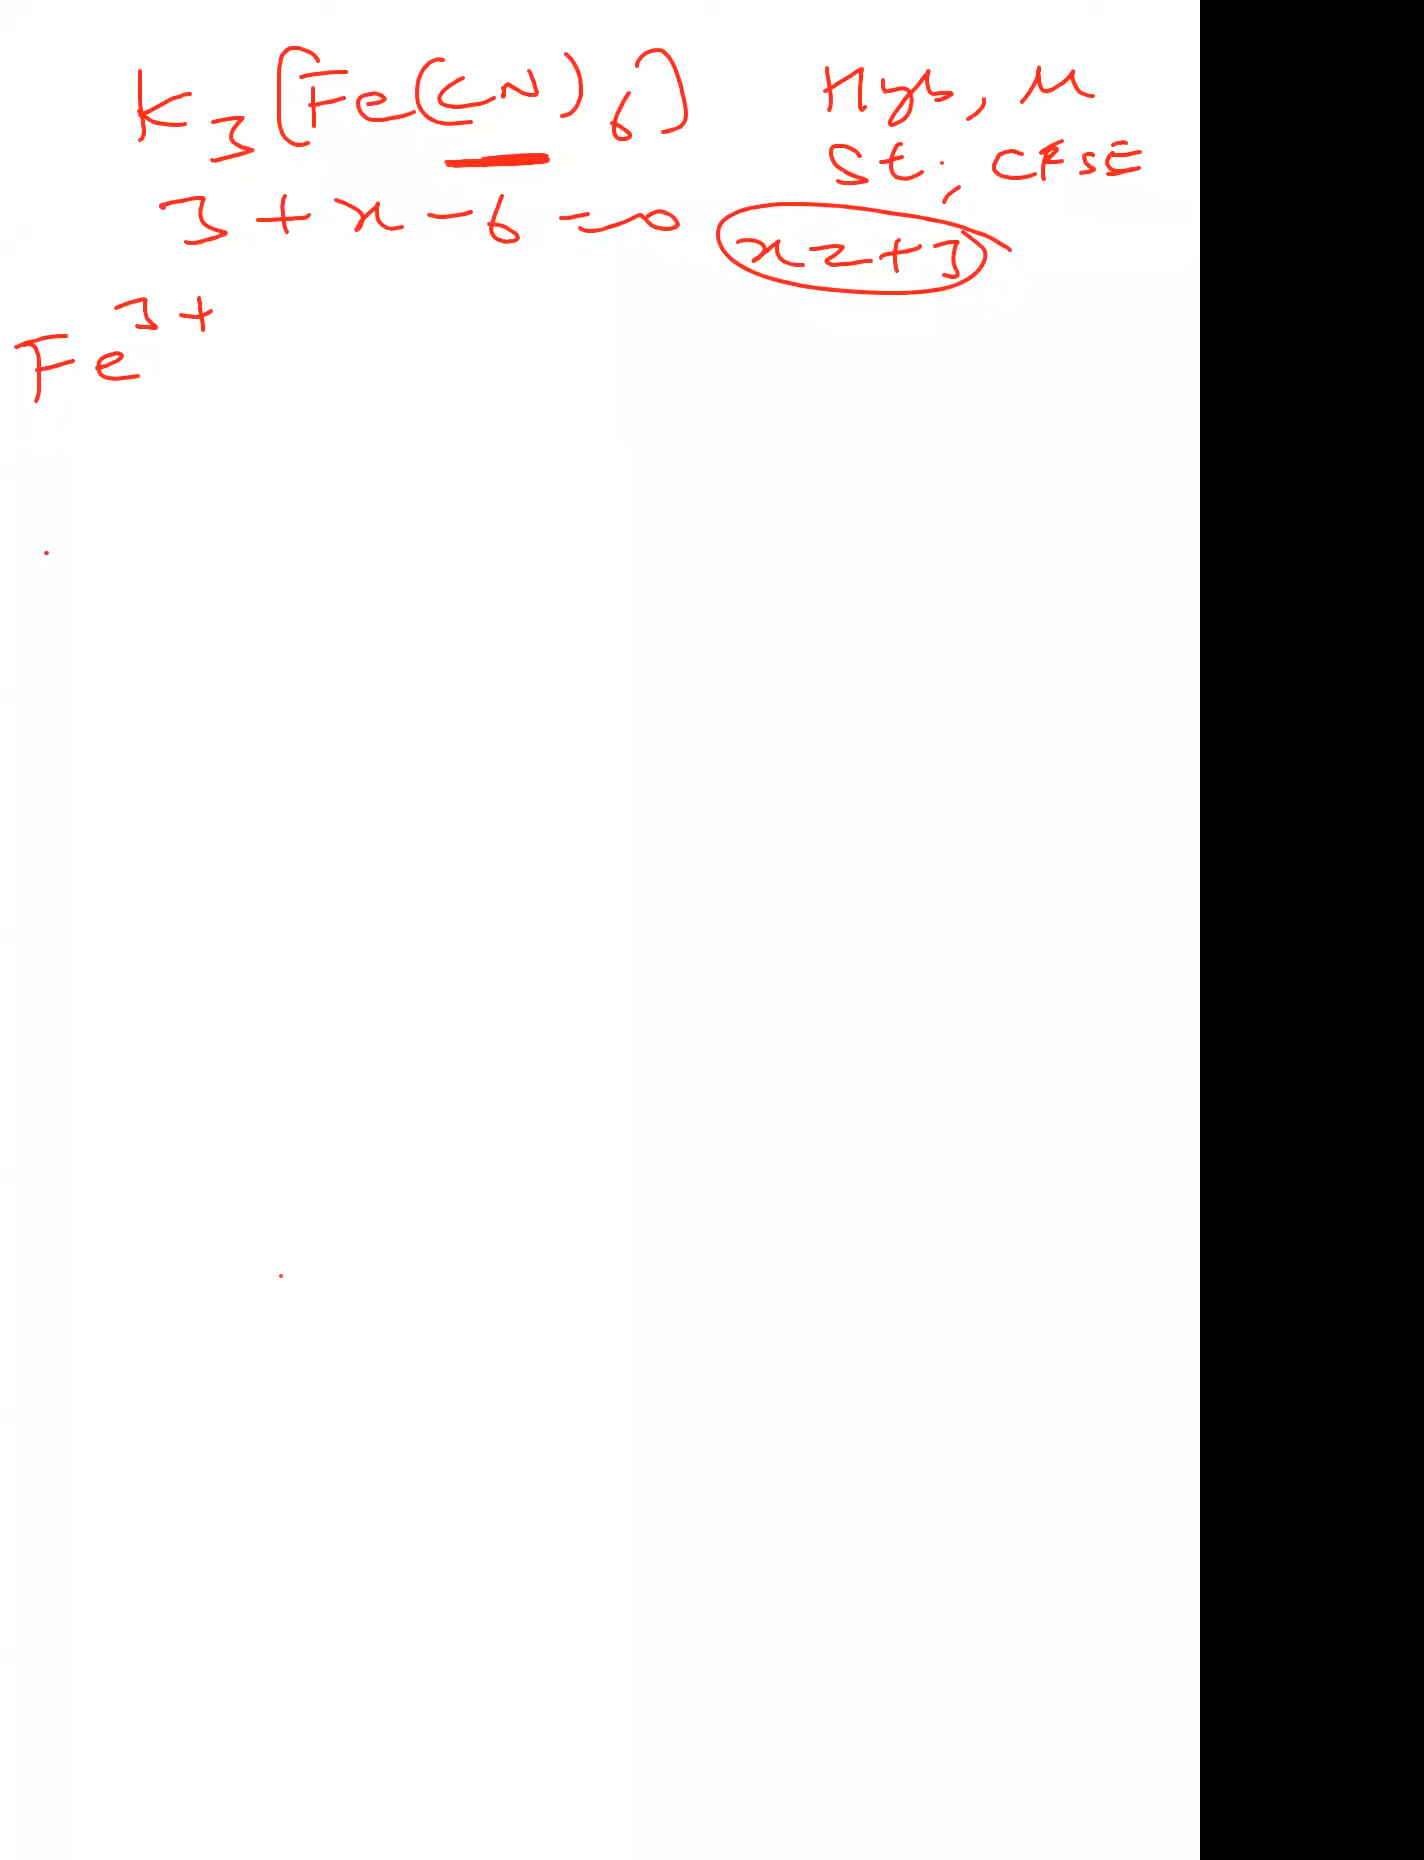 K3[Fe(CN)6] Hyb, μ
St., CFSE
3+x-6=0 x=+3
Fe3+